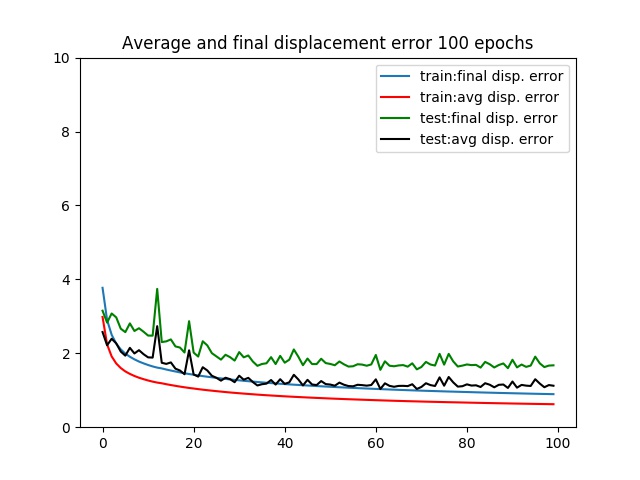 Average and final displacement error 100 epochs
train:final disp. error
train:avg disp. error
test:final disp. error
test:avg disp. error
10
8
6
4
2
0
0 20 40 60 80 100